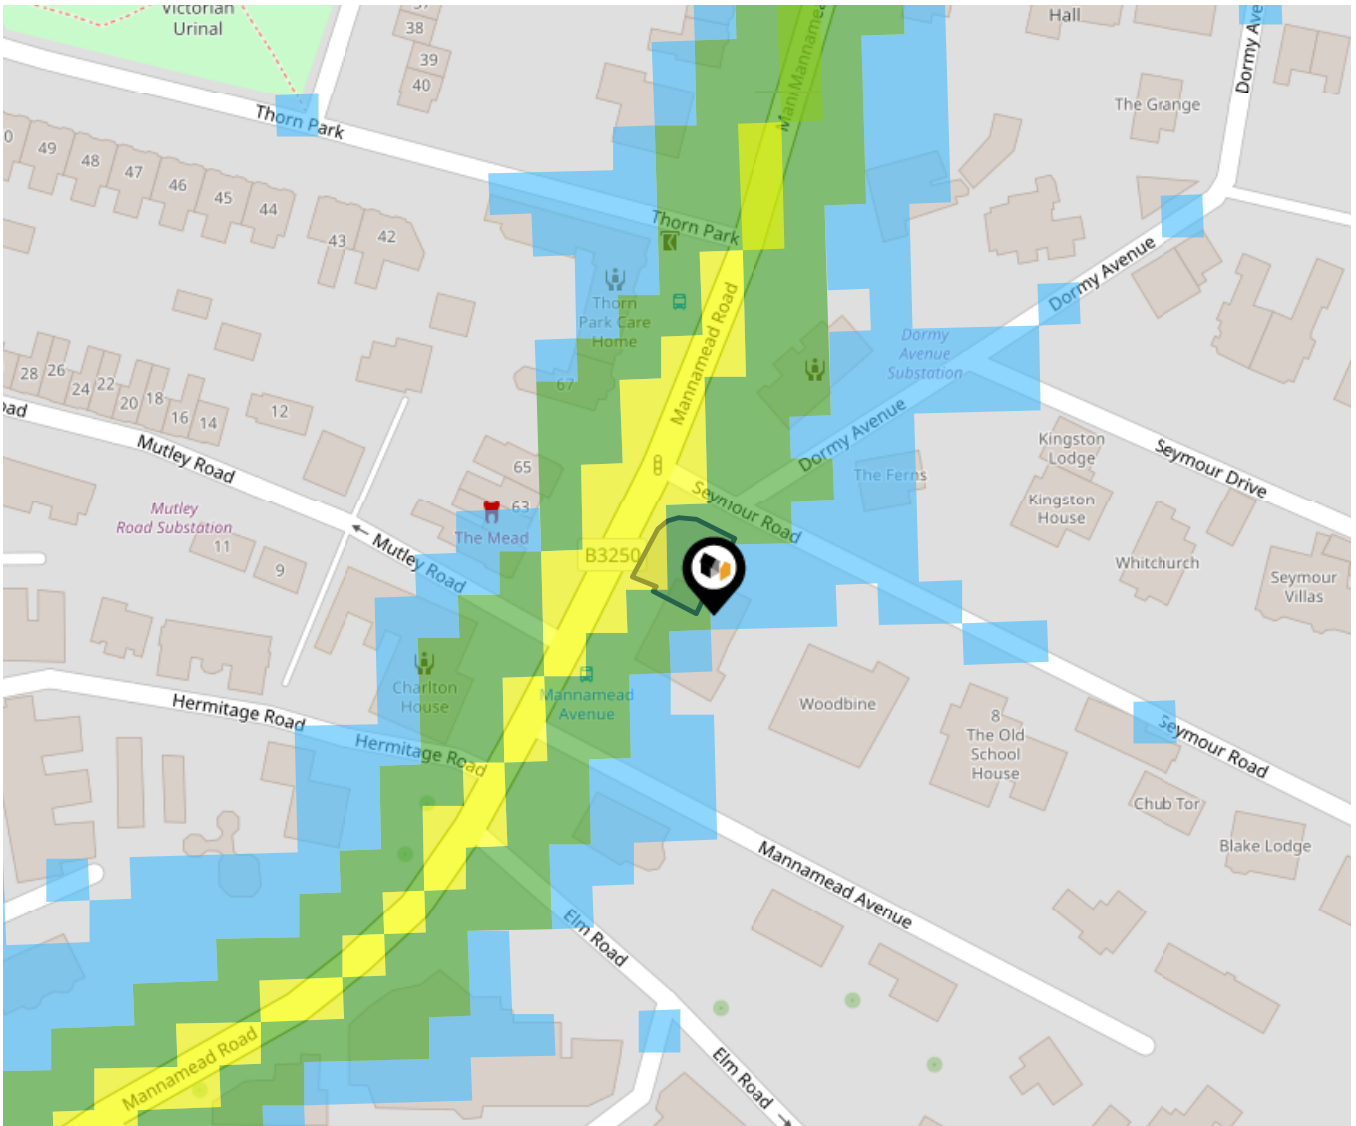 Victorian
Urinal
38
39
40
Hall
Dormy Ave
Mannamea
The Grange
Thorn Park
49
48
47
46
45
44
43
42
Thorn Park
Dormy Avenue
Thorn
Park Care
Home
Mannamead Road
Dormy
Avenue
Substation
67
28
26
24
22
20
18
16
14
12
oad
Mutley Road
Dormy Avenue
Kingston
Lodge
Seymour Drive
65
63
The Mead
Seymour Road
The Ferns
Kingston
House
Mutley
Road Substation
11
9
← Mutley Road
B3250
Whitchurch
Seymour
Villas
Charlton
House
Mannamead
Avenue
Woodbine
Hermitage Road
Hermitage Road
8
The Old
School
House
Seymour Road
Chub Tor
Blake Lodge
Mannamead Avenue
Elm Road
Mannamead Road
Elm Road →